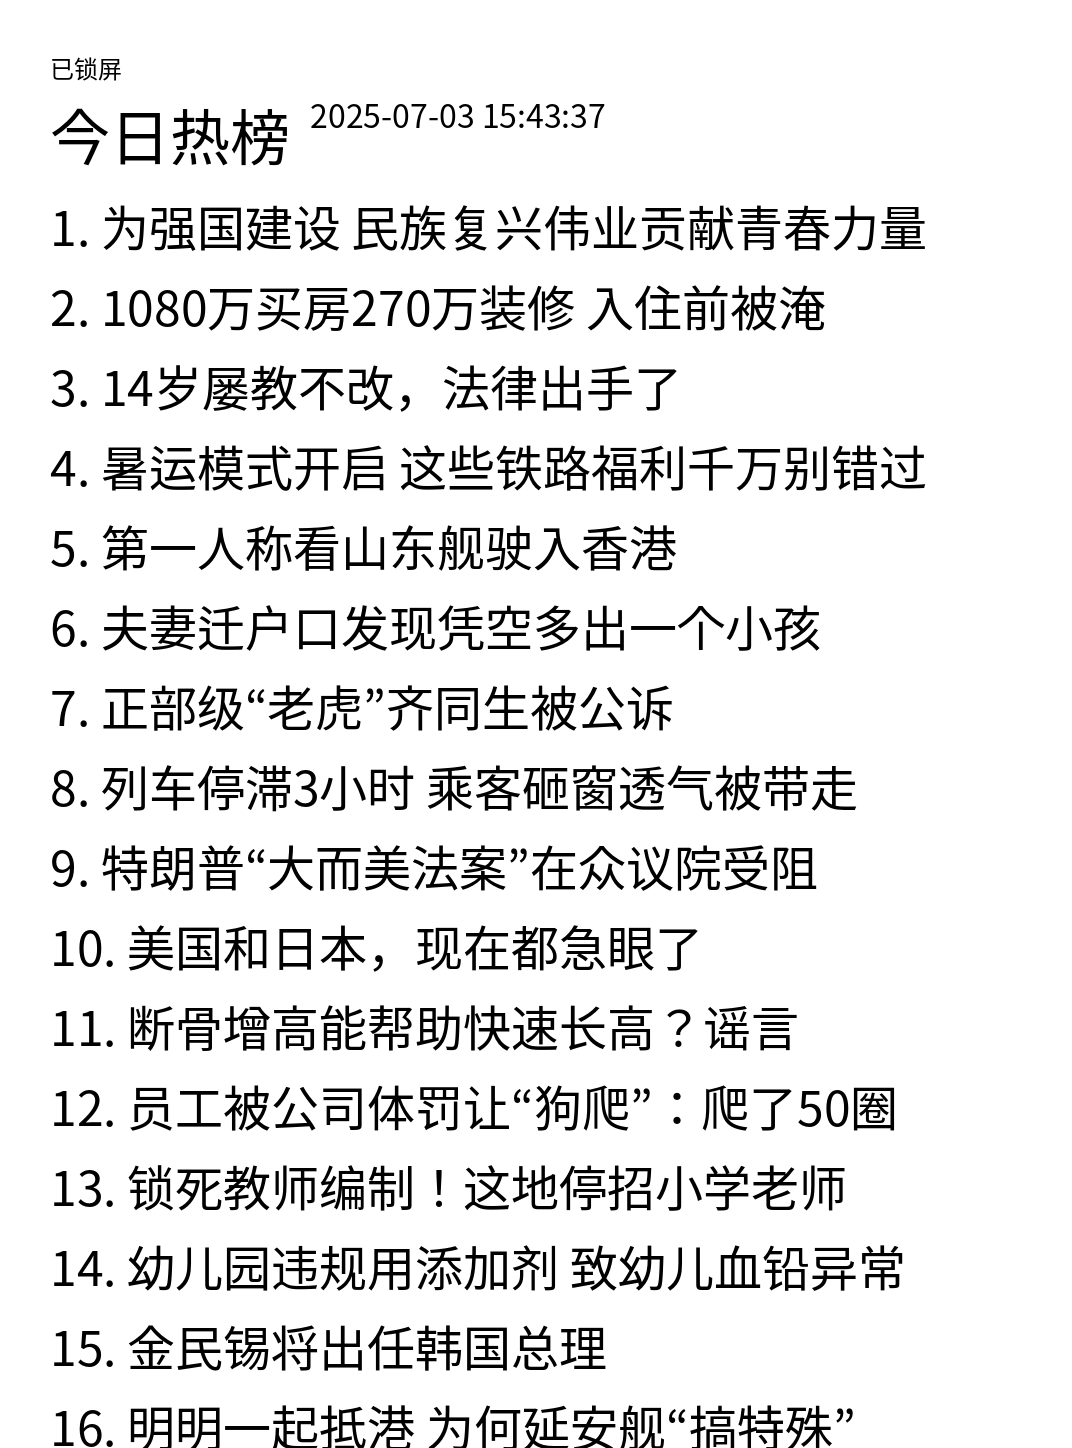 已锁屏
今日热榜 2025-07-03 15:43:37
1. 为强国建设 民族复兴伟业贡献青春力量
2. 1080万买房270万装修 入住前被淹
3. 14岁屡教不改，法律出手了
4. 暑运模式开启 这些铁路福利千万别错过
5. 第一人称看山东舰驶入香港
6. 夫妻迁户口发现凭空多出一个小孩
7. 正部级“老虎”齐同生被公诉
8. 列车停滞3小时 乘客砸窗透气被带走
9. 特朗普“大而美法案”在众议院受阻
10. 美国和日本，现在都急眼了
11. 断骨增高能帮助快速长高？谣言
12. 员工被公司体罚让“狗爬”：爬了50圈
13. 锁死教师编制！这地停招小学老师
14. 幼儿园违规用添加剂 致幼儿血铅异常
15. 金民锡将出任韩国总理
16. 明明一起抵港 为何延安舰“搞特殊”